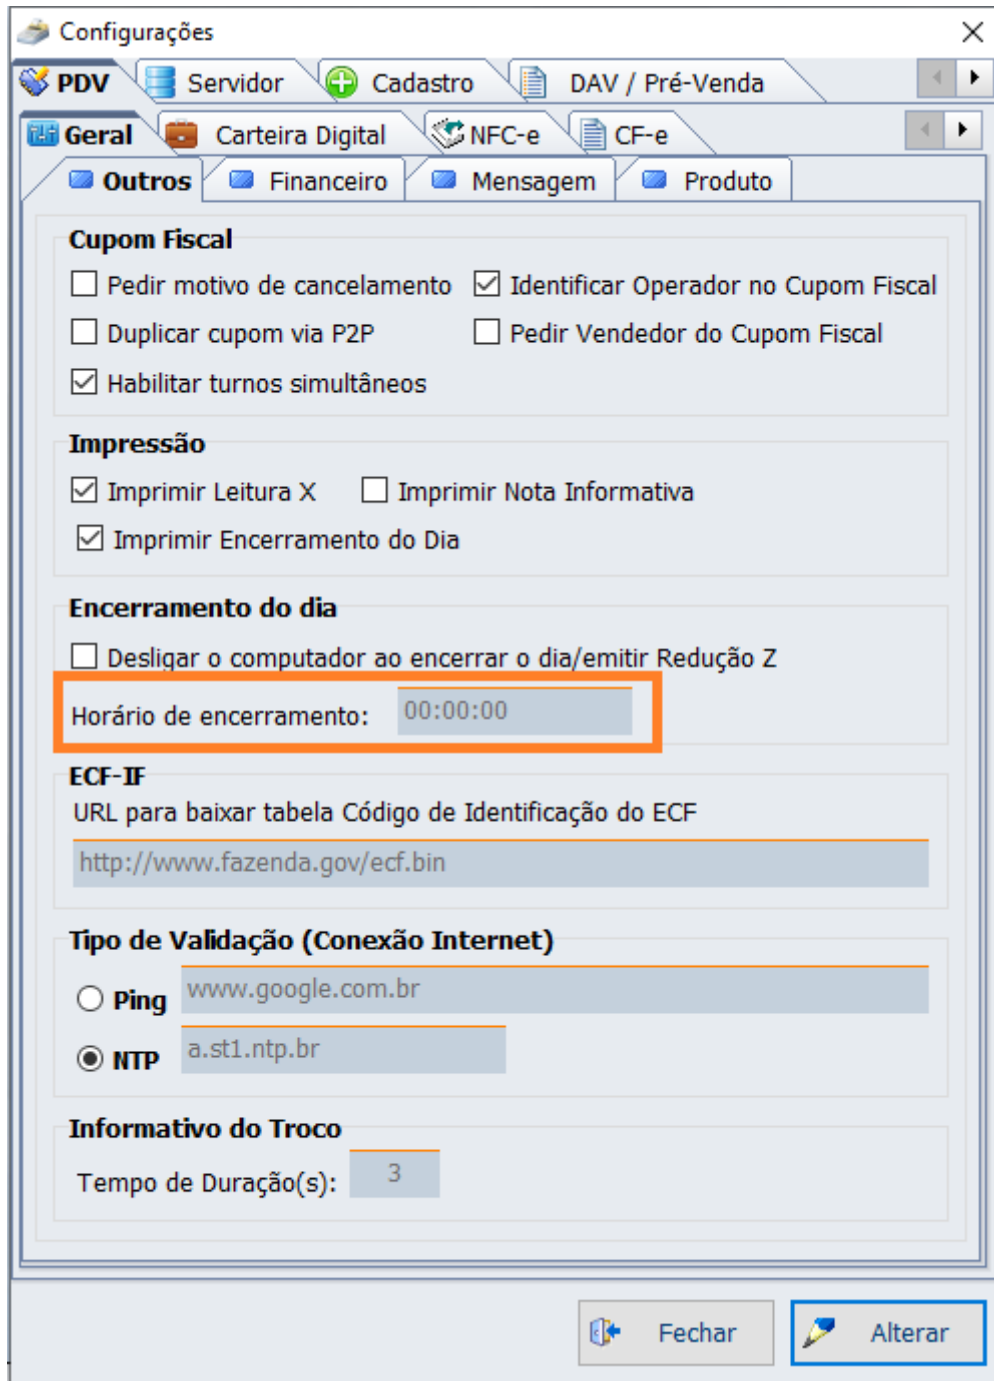 Configurações
PDV Servidor Cadastro DAV / Pré-Venda
Geral Carteira Digital NFC-e CF-e
Outros Financeiro Mensagem Produto
Cupom Fiscal
Pedir motivo de cancelamento Identificar Operador no Cupom Fiscal
Duplicar cupom via P2P Pedir Vendedor do Cupom Fiscal
Habilitar turnos simultâneos
Impressão
Imprimir Leitura X Imprimir Nota Informativa
Imprimir Encerramento do Dia
Encerramento do dia
Desligar o computador ao encerrar o dia/emitir Redução Z
Horário de encerramento: 00:00:00
ECF-IF
URL para baixar tabela Código de Identificação do ECF
http://www.fazenda.gov/ecf.bin
Tipo de Validação (Conexão Internet)
Ping www.google.com.br
NTP a.st1.ntp.br
Informativo do Troco
Tempo de Duração(s): 3
Fechar Alterar